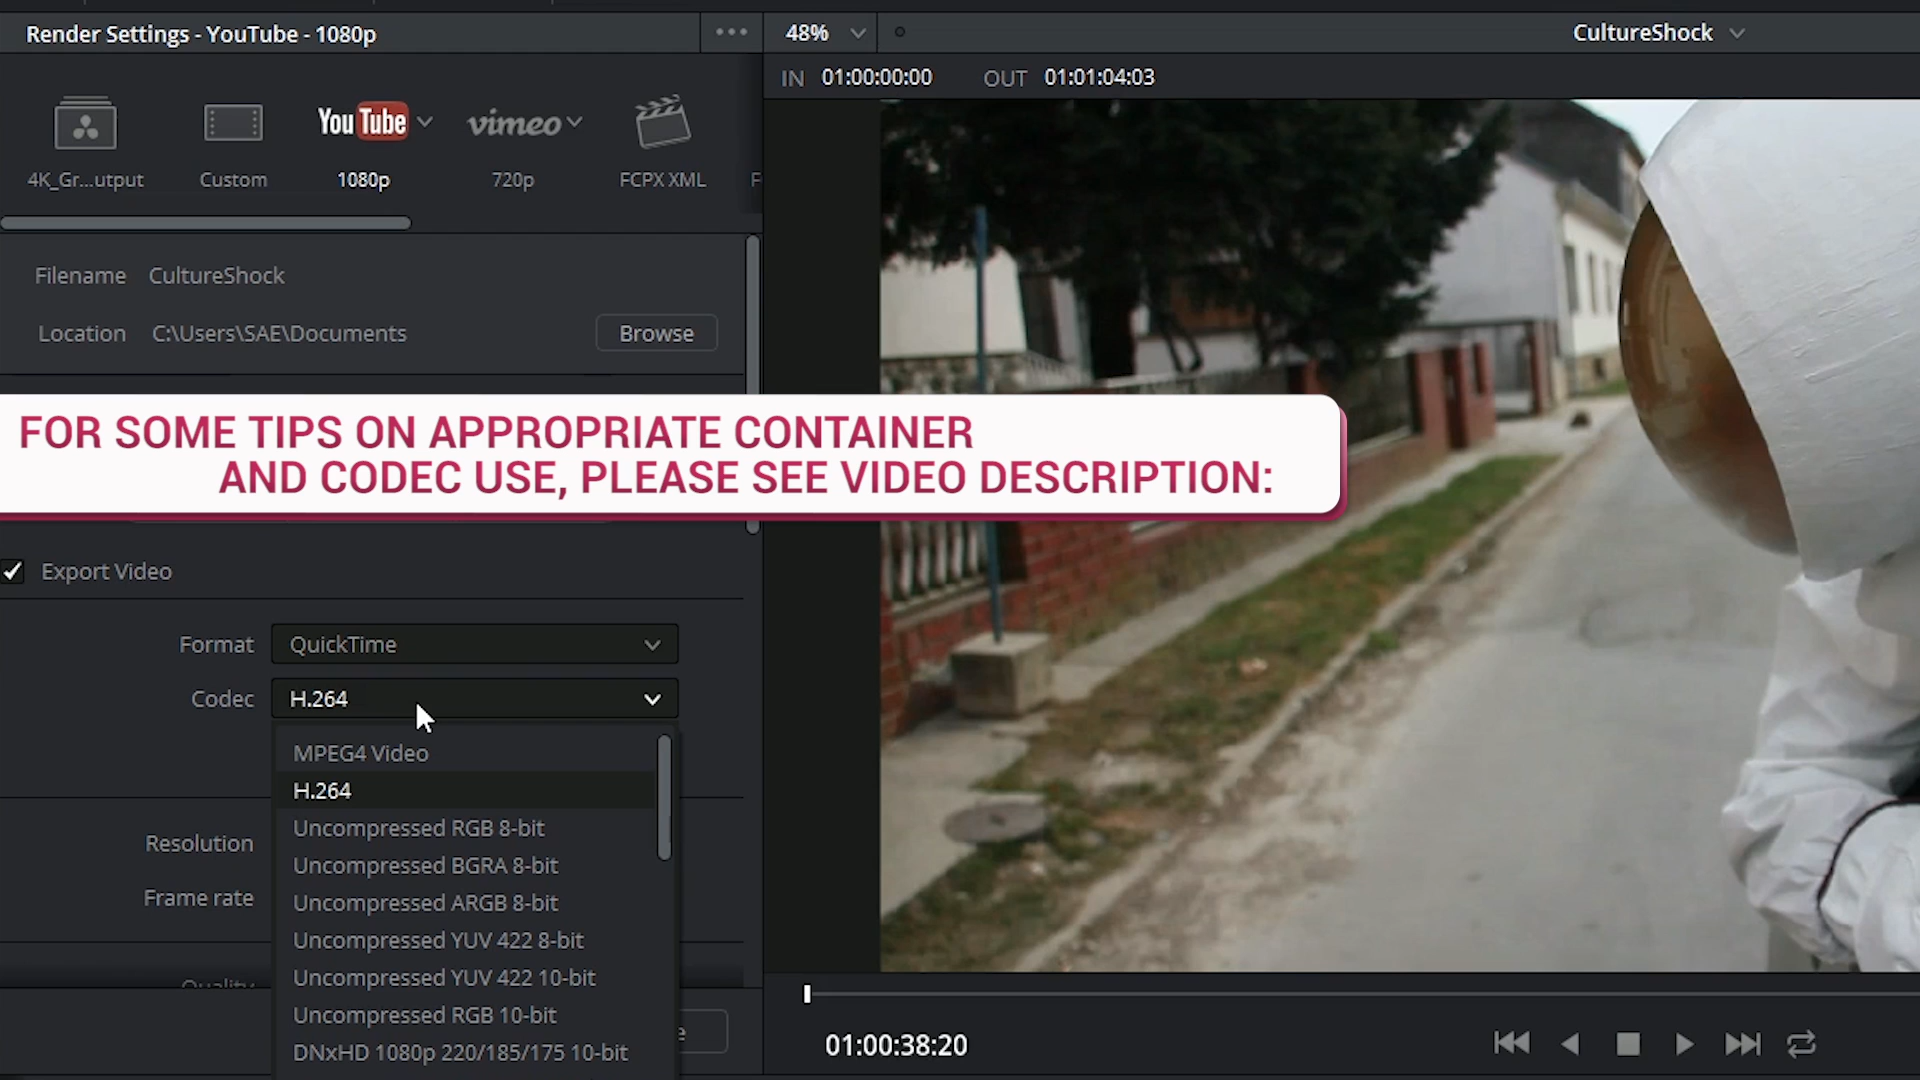 Render Settings - YouTube - 1080p
48%
CultureShock
IN 01:00:00:00 OUT 01:01:04:03
You Tube
vimeo
4K_Gr...utput
Custom
1080p
720p
FCPX XML
Filename CultureShock
Location C:\Users\SAE\Documents
Browse
FOR SOME TIPS ON APPROPRIATE CONTAINER
AND CODEC USE, PLEASE SEE VIDEO DESCRIPTION:
Export Video
Format QuickTime
Codec H.264
MPEG4 Video
H.264
Uncompressed RGB 8-bit
Resolution
Uncompressed BGRA 8-bit
Frame rate
Uncompressed ARGB 8-bit
Uncompressed YUV 422 8-bit
Uncompressed YUV 422 10-bit
Quality
Uncompressed RGB 10-bit
DNxHD 1080p 220/185/175 10-bit
01:00:38:20